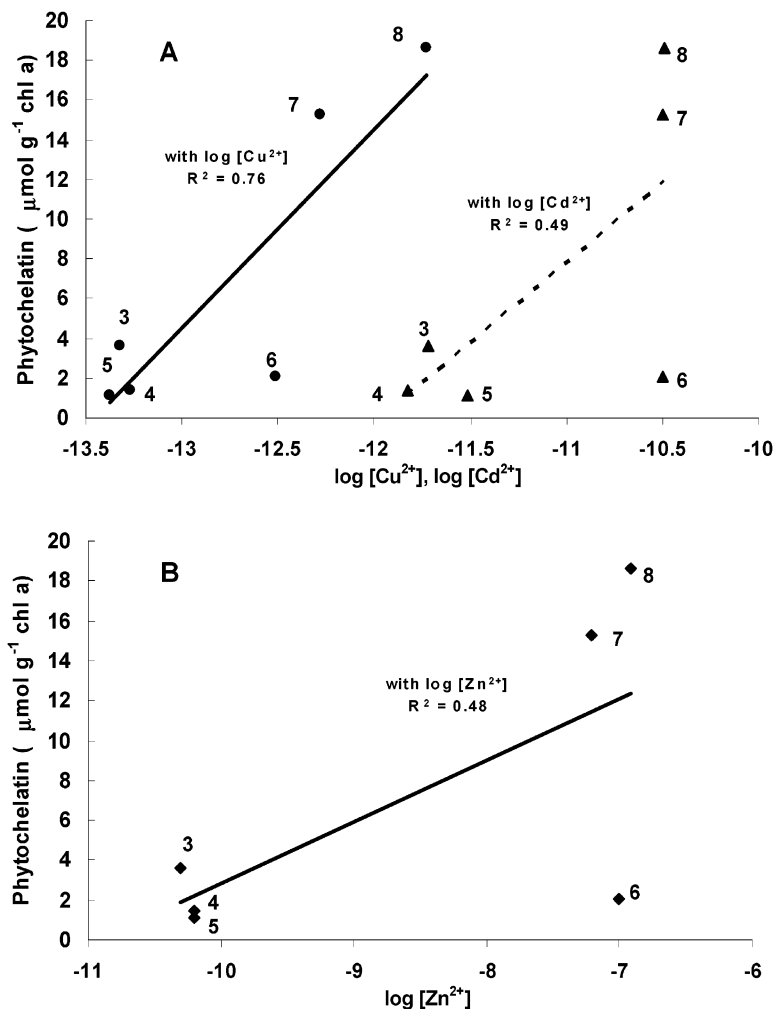 A
Phytochelatin ( μmol g⁻¹ chl a)
20
18
16
14
12
10
8
6
4
2
0
8
8
7
7
with log [Cu²⁺]
R² = 0.76
with log [Cd²⁺]
R² = 0.49
3
3
5
4
6
4
5
6
-13.5 -13 -12.5 -12 -11.5 -11 -10.5 -10
log [Cu²⁺], log [Cd²⁺]
B
Phytochelatin ( μmol g⁻¹ chl a)
20
18
16
14
12
10
8
6
4
2
0
8
7
with log [Zn²⁺]
R² = 0.48
3
4
5
6
-11 -10 -9 -8 -7 -6
log [Zn²⁺]